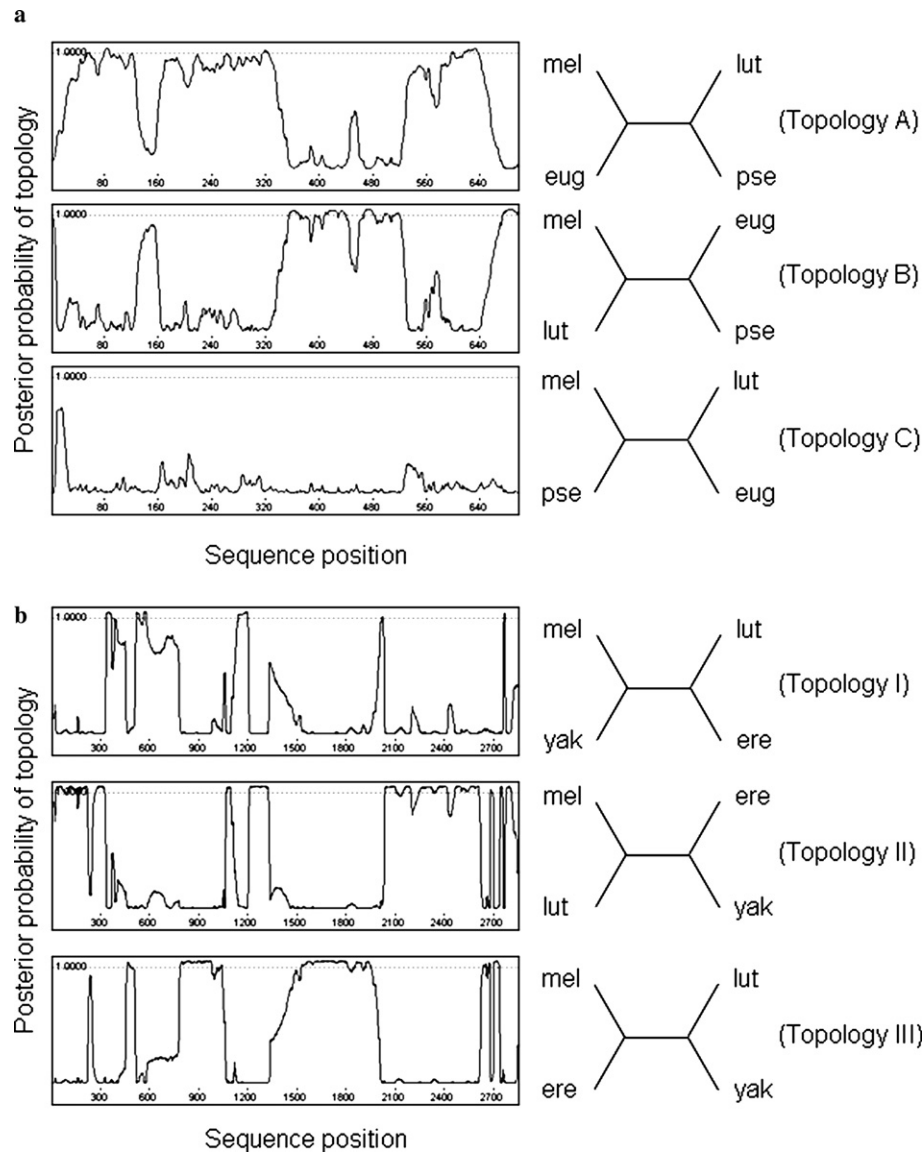 a
Posterior probability of topology
1.0000
80 160 240 320 400 480 560 640
mel lut
(Topology A)
eug pse
1.0000
80 160 240 320 400 480 560 640
mel eug
(Topology B)
lut pse
1.0000
80 160 240 320 400 480 560 640
mel lut
(Topology C)
pse eug
Sequence position
b
Posterior probability of topology
1.0000
300 600 900 1200 1500 1800 2100 2400 2700
mel lut
(Topology I)
yak ere
300 600 900 1200 1500 1800 2100 2400 2700
mel ere
(Topology II)
lut yak
1.0000
300 600 900 1200 1500 1800 2100 2400 2700
mel lut
(Topology III)
ere yak
Sequence position